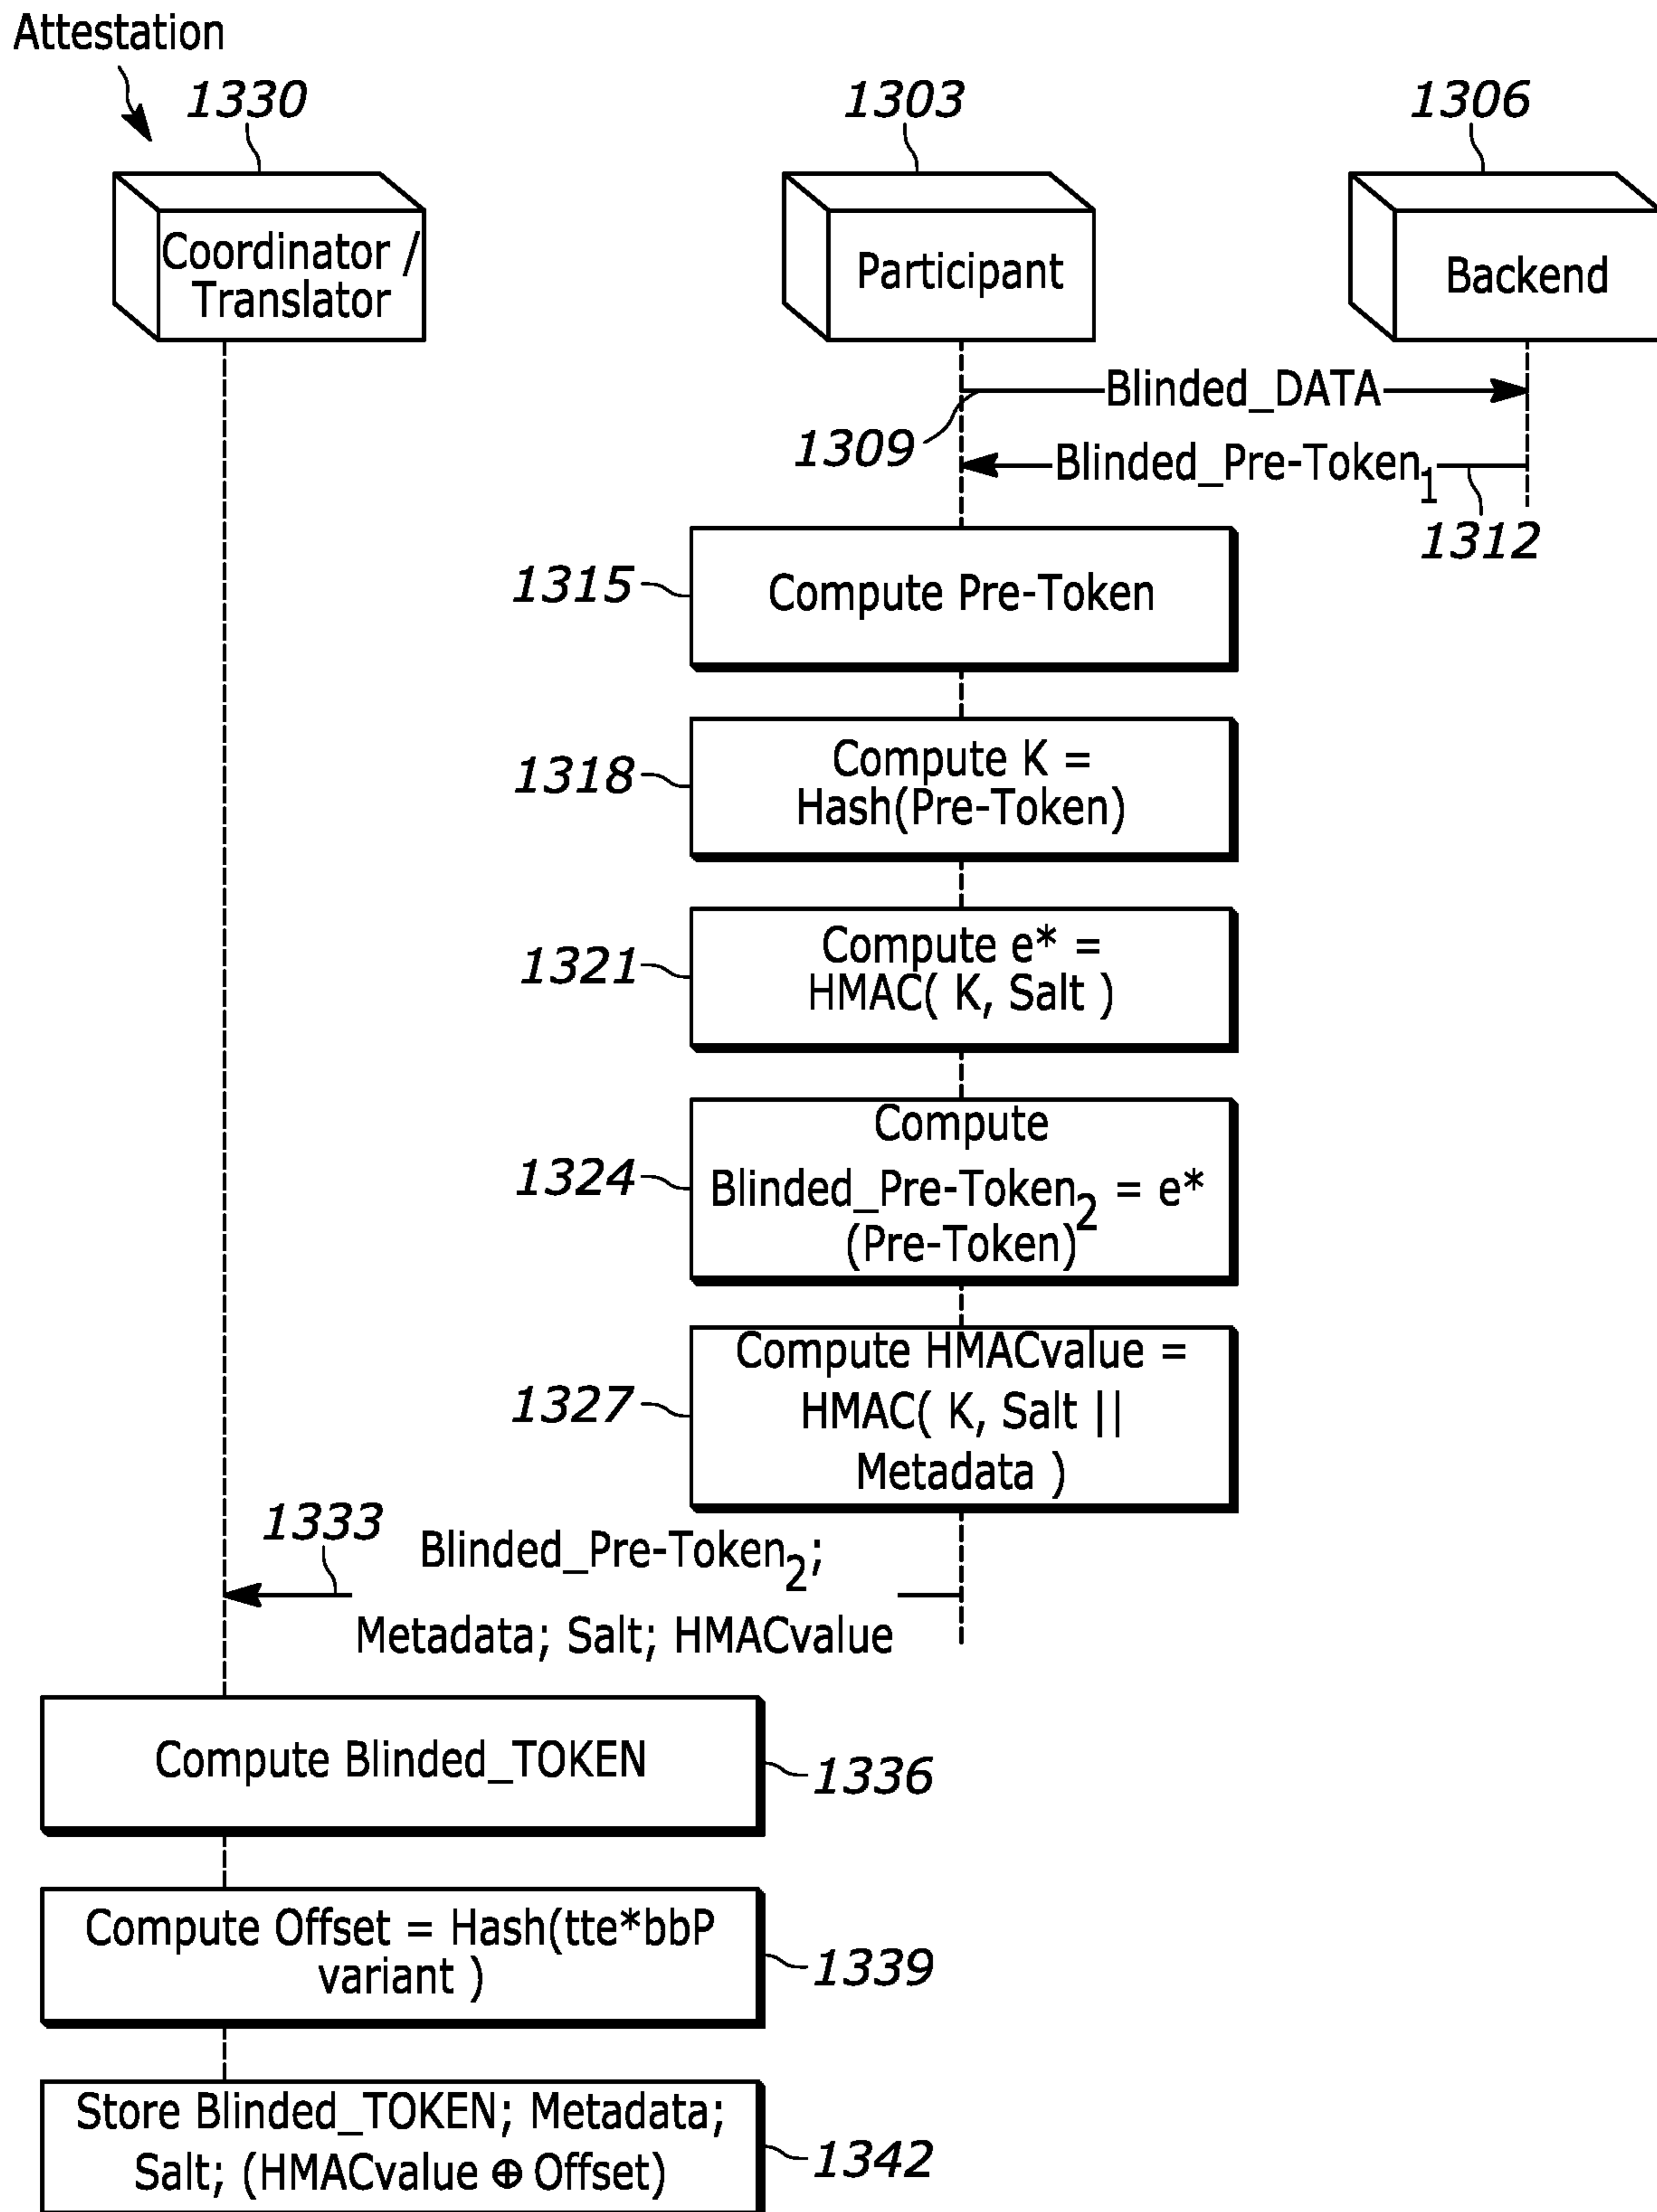 Attestation
1330
1303
1306
Coordinator /
Translator
Participant
Backend
Blinded_DATA
1309
Blinded_Pre-Token1
1312
1315
Compute Pre-Token
1318
Compute K =
Hash(Pre-Token)
1321
Compute e* =
HMAC( K, Salt )
Compute
1324
Blinded_Pre-Token2 = e*
(Pre-Token)
Compute HMACvalue =
1327
HMAC( K, Salt ||
Metadata )
1333
Blinded_Pre-Token2;
Metadata; Salt; HMACvalue
Compute Blinded_TOKEN
1336
Compute Offset = Hash(tte*bbP
variant )
1339
Store Blinded_TOKEN; Metadata;
Salt; (HMACvalue ⊕ Offset)
1342